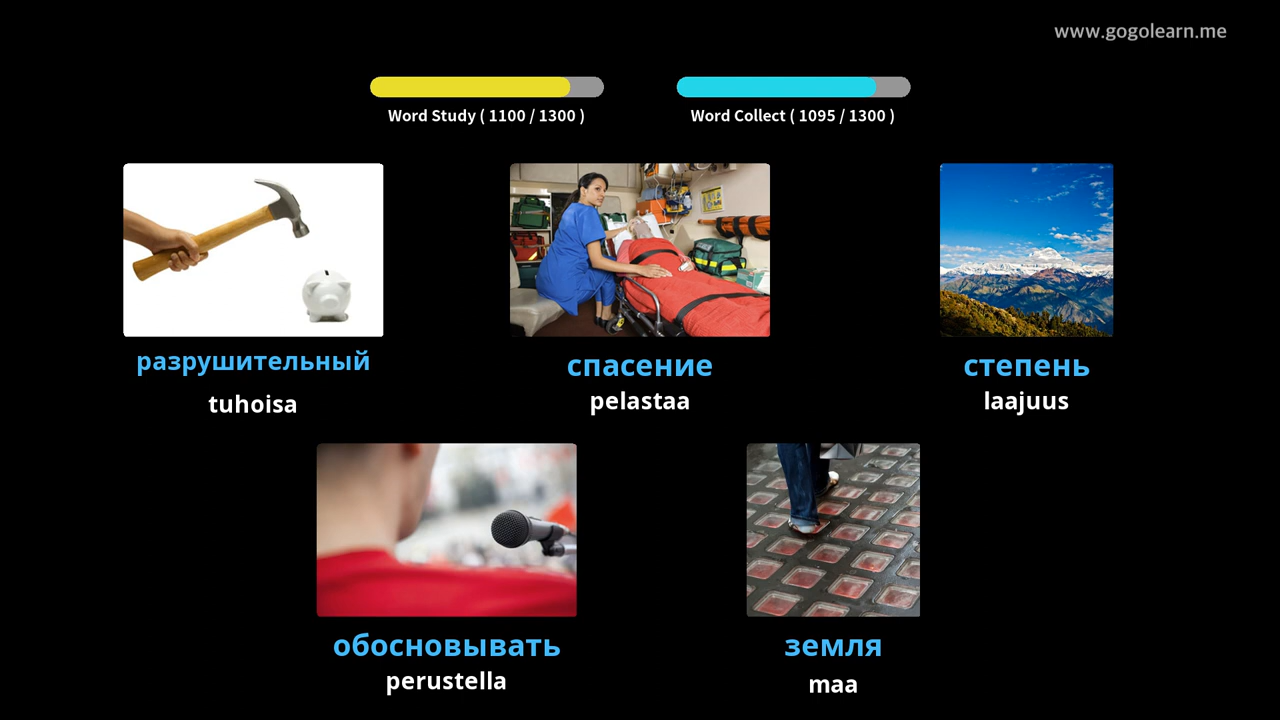 www.gogolearn.me
Word Study ( 1100 / 1300 )
Word Collect ( 1095 / 1300 )
разрушительный
tuhoisa
спасение
pelastaa
степень
laajuus
обосновывать
perustella
земля
maa